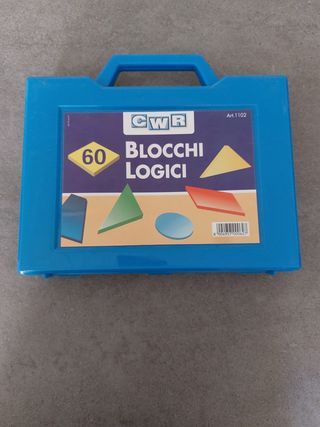 CWR
Art.1102
60
BLOCCHI
LOGICI